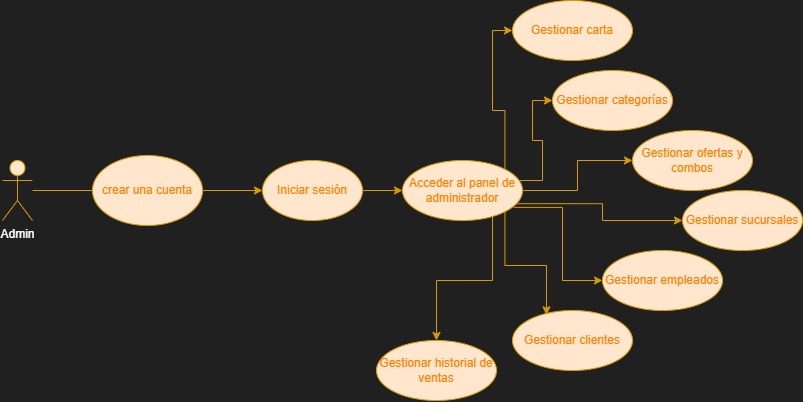 Gestionar carta
Gestionar categorías
Gestionar ofertas y
combos
Admin
crear una cuenta
Iniciar sesión
Acceder al panel de
administrador
Gestionar sucursales
Gestionar empleados
Gestionar clientes
Gestionar historial de
ventas